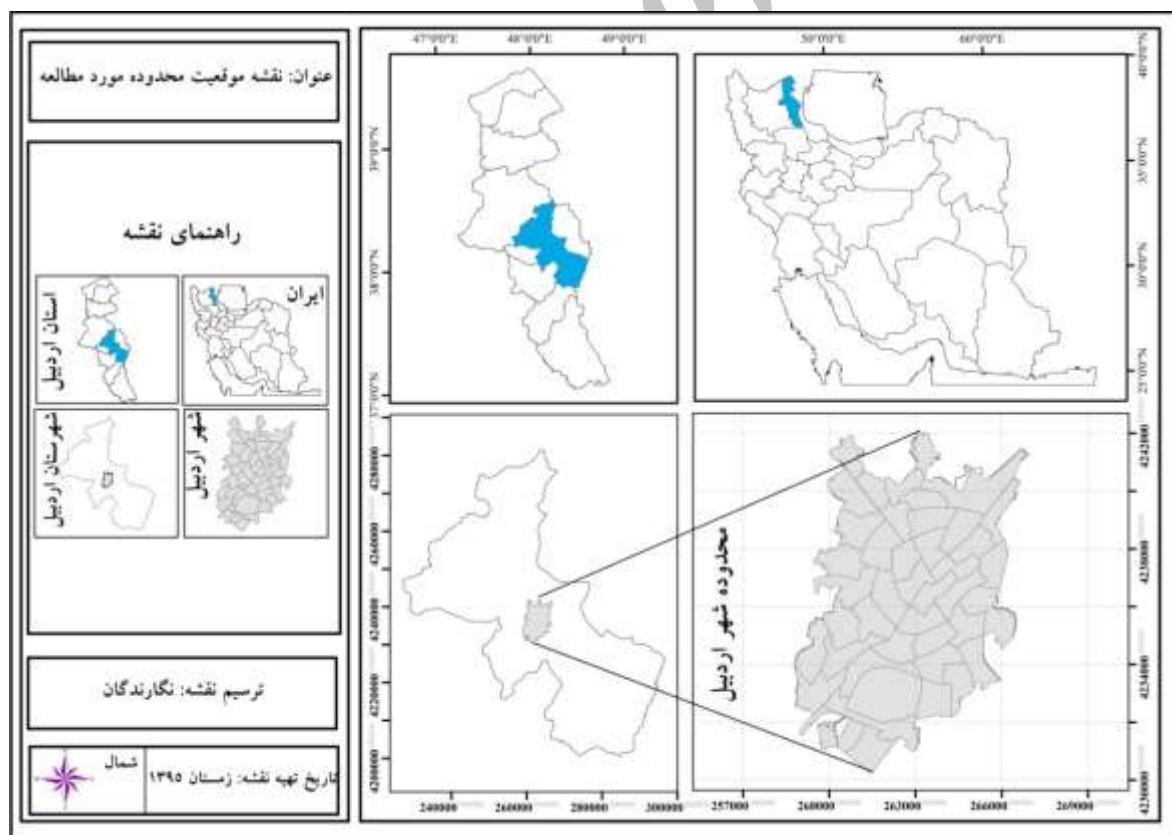 عنوان: نقشه موقعیت محدوده مورد مطالعه
راهنمای نقشه
ایران
استان اردبیل
شهر اردبیل
شهرستان اردبیل
ترسیم نقشه: نگارندگان
شمال
تاریخ تهیه نقشه: زمستان ۱۳۹۵
47°0'0"E 48°0'0"E 49°0'0"E
39°0'0"N
38°0'0"N
37°0'0"N
50°0'0"E 60°0'0"E
40°0'0"N
35°0'0"N
30°0'0"N
25°0'0"N
4280000
4260000
4240000
4220000
4200000
240000 260000 280000 300000
محدوده شهر اردبیل
4242000
4238000
4234000
4230000
257000 260000 263000 266000 269000